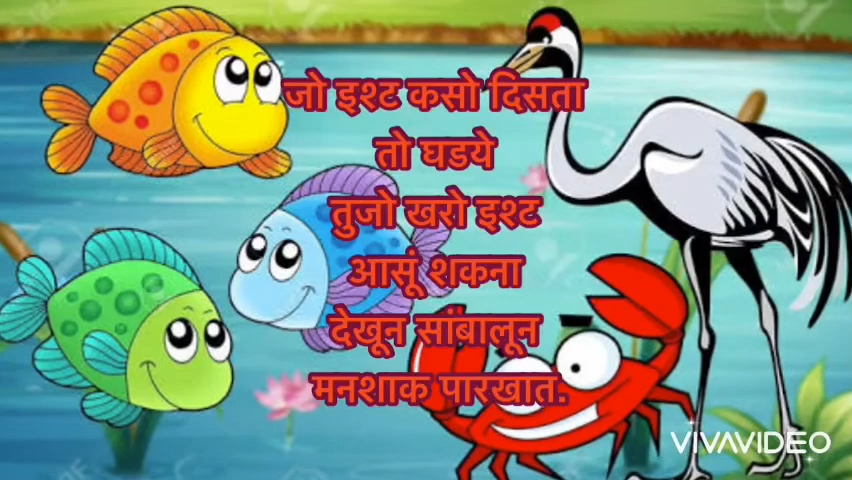 जो इश्ट कसो दिसता
तो घडये
तुजो खरो इश्ट
आसूं शकना
देखून सांबालून
मनशाक पारखात.
VIVAVIDEO